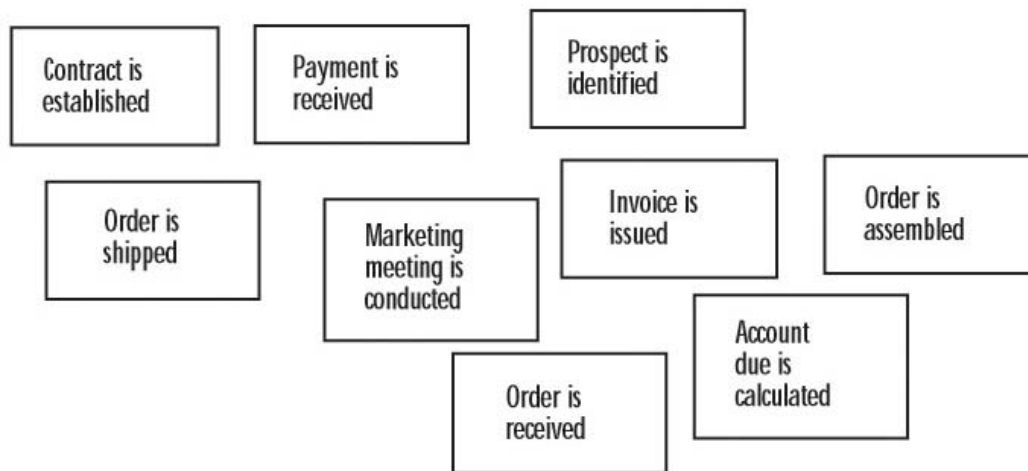 Contract is
established
Payment is
received
Prospect is
identified
Order is
shipped
Marketing
meeting is
conducted
Invoice is
issued
Order is
assembled
Account
due is
calculated
Order is
received